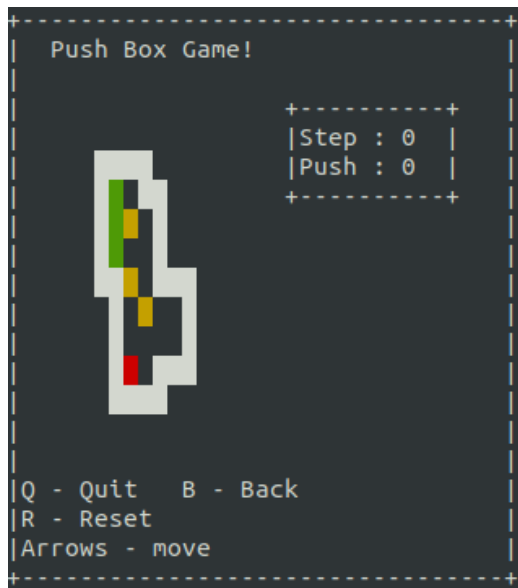 Push Box Game!
Step : 0
Push : 0
Q - Quit   B - Back
R - Reset
Arrows - move